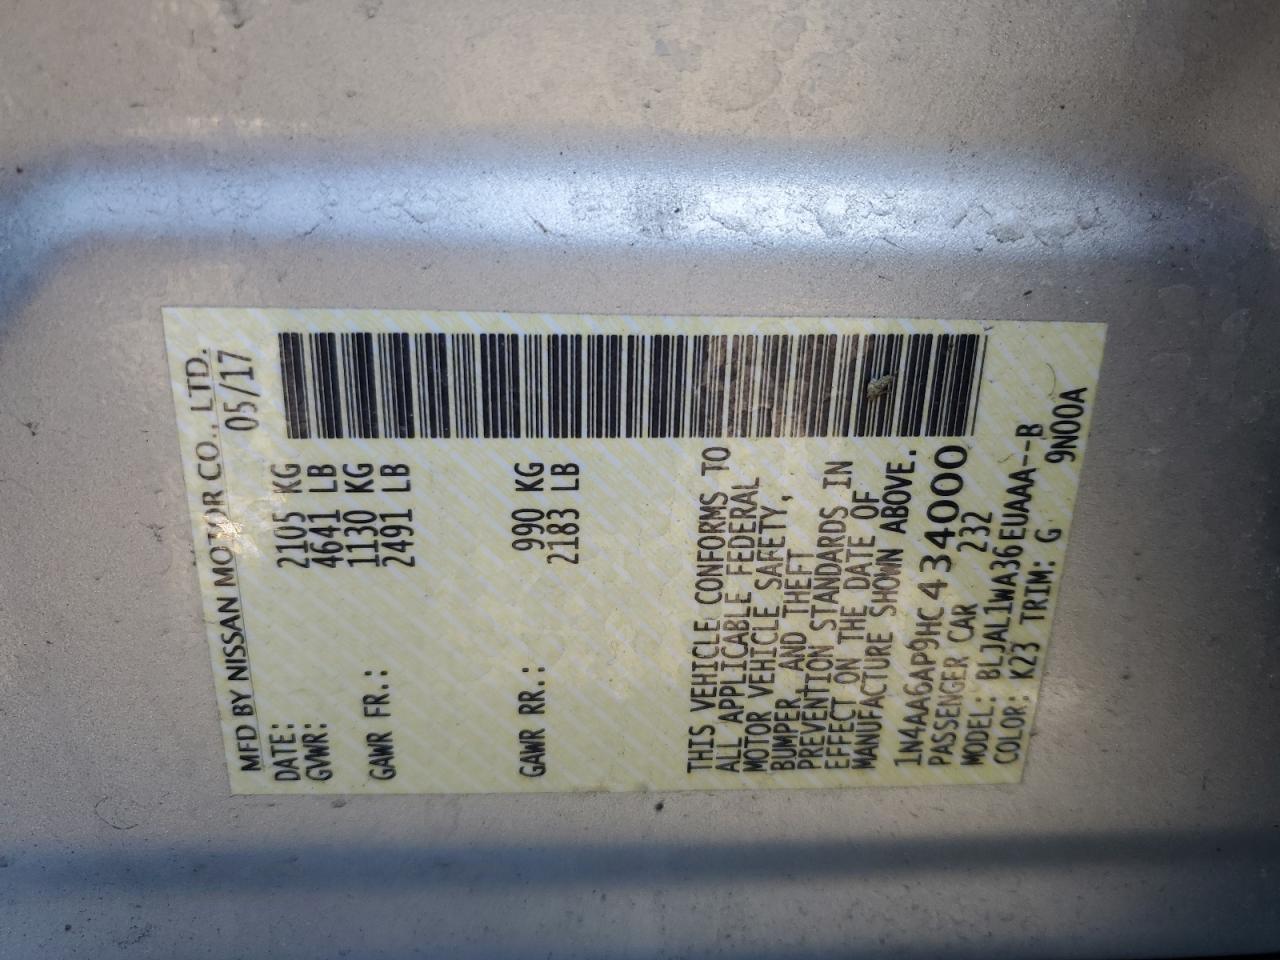 MFD BY NISSAN MOTOR CO., LTD.
DATE: 05/17
GVWR: 2105 KG
4641 LB
GAWR FR.: 1130 KG
2491 LB
GAWR RR.: 990 KG
2183 LB
THIS VEHICLE CONFORMS TO
ALL APPLICABLE FEDERAL
MOTOR VEHICLE SAFETY,
BUMPER AND THEFT
PREVENTION STANDARDS IN
EFFECT ON THE DATE OF
MANUFACTURE SHOWN ABOVE.
1N4AA6AP9HC434000
PASSENGER CAR 232
MODEL: BLJAL1WA36EUAAA--B
COLOR: K23 TRIM: G 9N00A